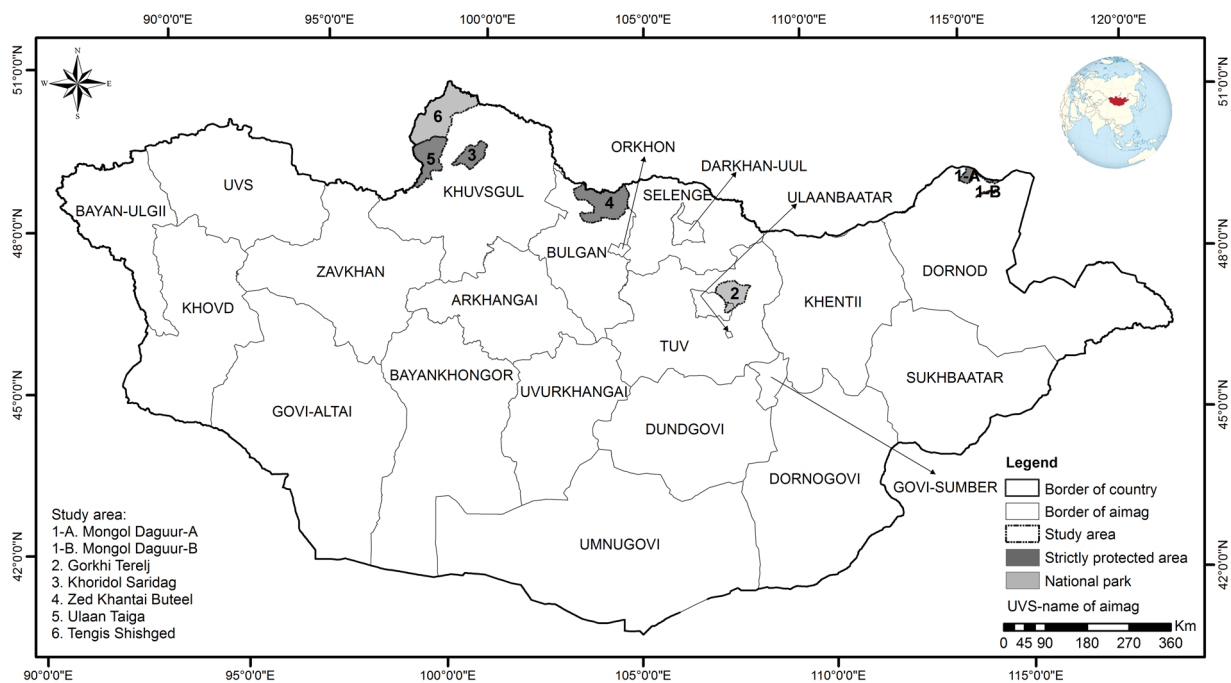 90°0'0"E 95°0'0"E 100°0'0"E 105°0'0"E 110°0'0"E 115°0'0"E 120°0'0"E
51°0'0"N
48°0'0"N
45°0'0"N
42°0'0"N
51°0'0"N
48°0'0"N
45°0'0"N
42°0'0"N
N
W E
S
6
5
3
4
1-A
1-B
2
ORKHON
DARKHAN-UUL
ULAANBAATAR
UVS
KHUVSGUL
SELENGE
BAYAN-ULGII
BULGAN
ZAVKHAN
DORNOD
KHOVD
ARKHANGAI
KHENTII
TUV
BAYANKHONGOR
UVURKHANGAI
SUKHBAATAR
GOVI-ALTAI
DUNDGOVI
DORNOGOVI
GOVI-SUMBER
UMNUGOVI
Study area:
1-A. Mongol Daguur-A
1-B. Mongol Daguur-B
2. Gorkhi Terelj
3. Khoridol Saridag
4. Zed Khantai Buteel
5. Ulaan Taiga
6. Tengis Shishged
Legend
Border of country
Border of aimag
Study area
Strictly protected area
National park
UVS-name of aimag
Km
0 45 90 180 270 360
90°0'0"E 95°0'0"E 100°0'0"E 105°0'0"E 110°0'0"E 115°0'0"E